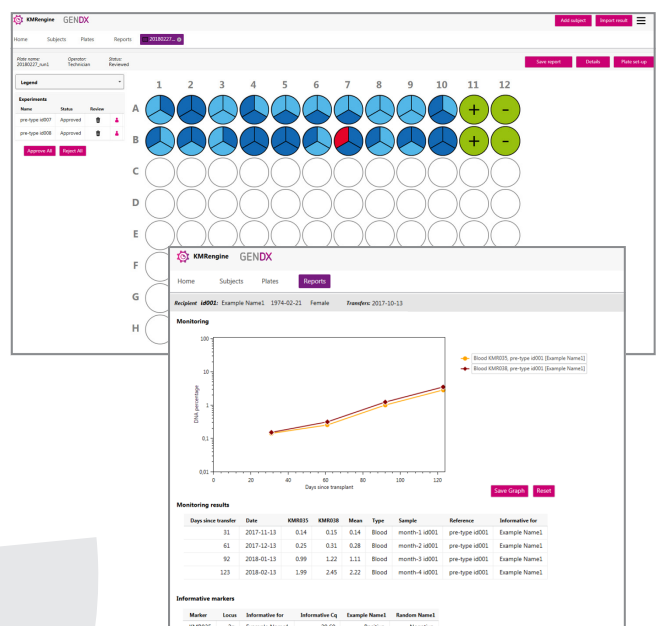 KMRengine GENDX
Add subject Import result
Home Subjects Plates Reports 20180227...
Plate name: Operator: Status:
20180227_run1 Technician Reviewed
Save report Details Plate set-up
Legend
Experiments
Name Status Review
pre-type id007 Approved
pre-type id008 Approved
Approve All Reject All
1 2 3 4 5 6 7 8 9 10 11 12
A + -
B + -
C
D
E
F
G
H
KMRengine GENDX
Home Subjects Plates Reports
Recipient id001: Example Name1 1974-02-21 Female Transfers: 2017-10-13
Monitoring
100
10
1
0,1
0,01
DNA percentage
0 20 40 60 80 100 120
Days since transplant
Blood KMR035, pre-type id001 [Example Name1]
Blood KMR038, pre-type id001 [Example Name1]
Save Graph Reset
Monitoring results
Days since transfer Date KMR035 KMR038 Mean Type Sample Reference Informative for
31 2017-11-13 0.14 0.15 0.14 Blood month-1 id001 pre-type id001 Example Name1
61 2017-12-13 0.25 0.31 0.28 Blood month-2 id001 pre-type id001 Example Name1
92 2018-01-13 0.99 1.22 1.11 Blood month-3 id001 pre-type id001 Example Name1
123 2018-02-13 1.99 2.45 2.22 Blood month-4 id001 pre-type id001 Example Name1
Informative markers
Marker Locus Informative for Informative Cq Example Name1 Random Name1